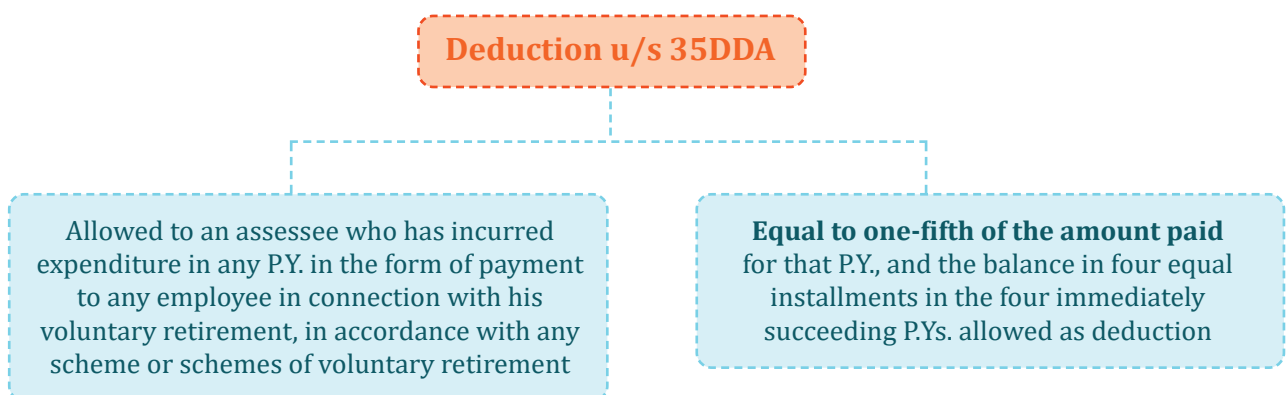 Deduction u/s 35DDA
Allowed to an assessee who has incurred
expenditure in any P.Y. in the form of payment
to any employee in connection with his
voluntary retirement, in accordance with any
scheme or schemes of voluntary retirement
Equal to one-fifth of the amount paid
for that P.Y., and the balance in four equal
installments in the four immediately
succeeding P.Ys. allowed as deduction